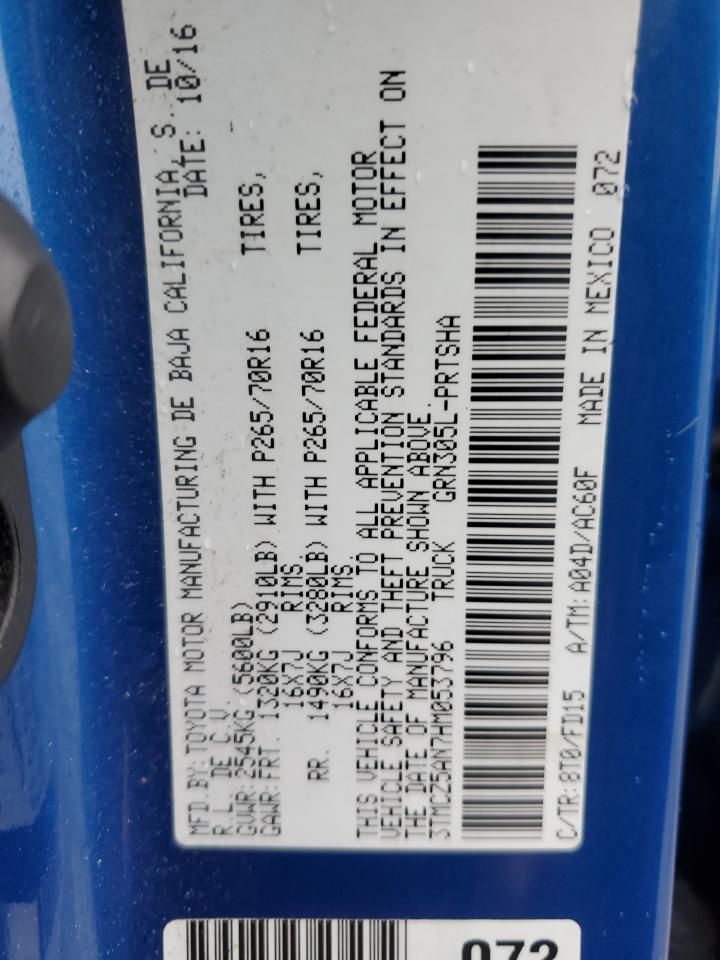 MFD.BY:TOYOTA MOTOR MANUFACTURING DE BAJA CALIFORNIA, S. DE
R.L. DE C.V. DATE: 10/16
GVWR:2545KG (5600LB)
GAWR:FRT 1320KG (2910LB) WITH P265/70R16 TIRES,
16X7J RIMS.
RR. 1490KG (3280LB) WITH P265/70R16 TIRES,
16X7J RIMS.
THIS VEHICLE CONFORMS TO ALL APPLICABLE FEDERAL MOTOR
VEHICLE SAFETY AND THEFT PREVENTION STANDARDS IN EFFECT ON
THE DATE OF MANUFACTURE SHOWN ABOVE.
3TMCZ5AN7HM053796 TRUCK GRN305L-PRTSHA
C/TR:8T0/FD15 A/TM:A04D/AC60F MADE IN MEXICO 072
072